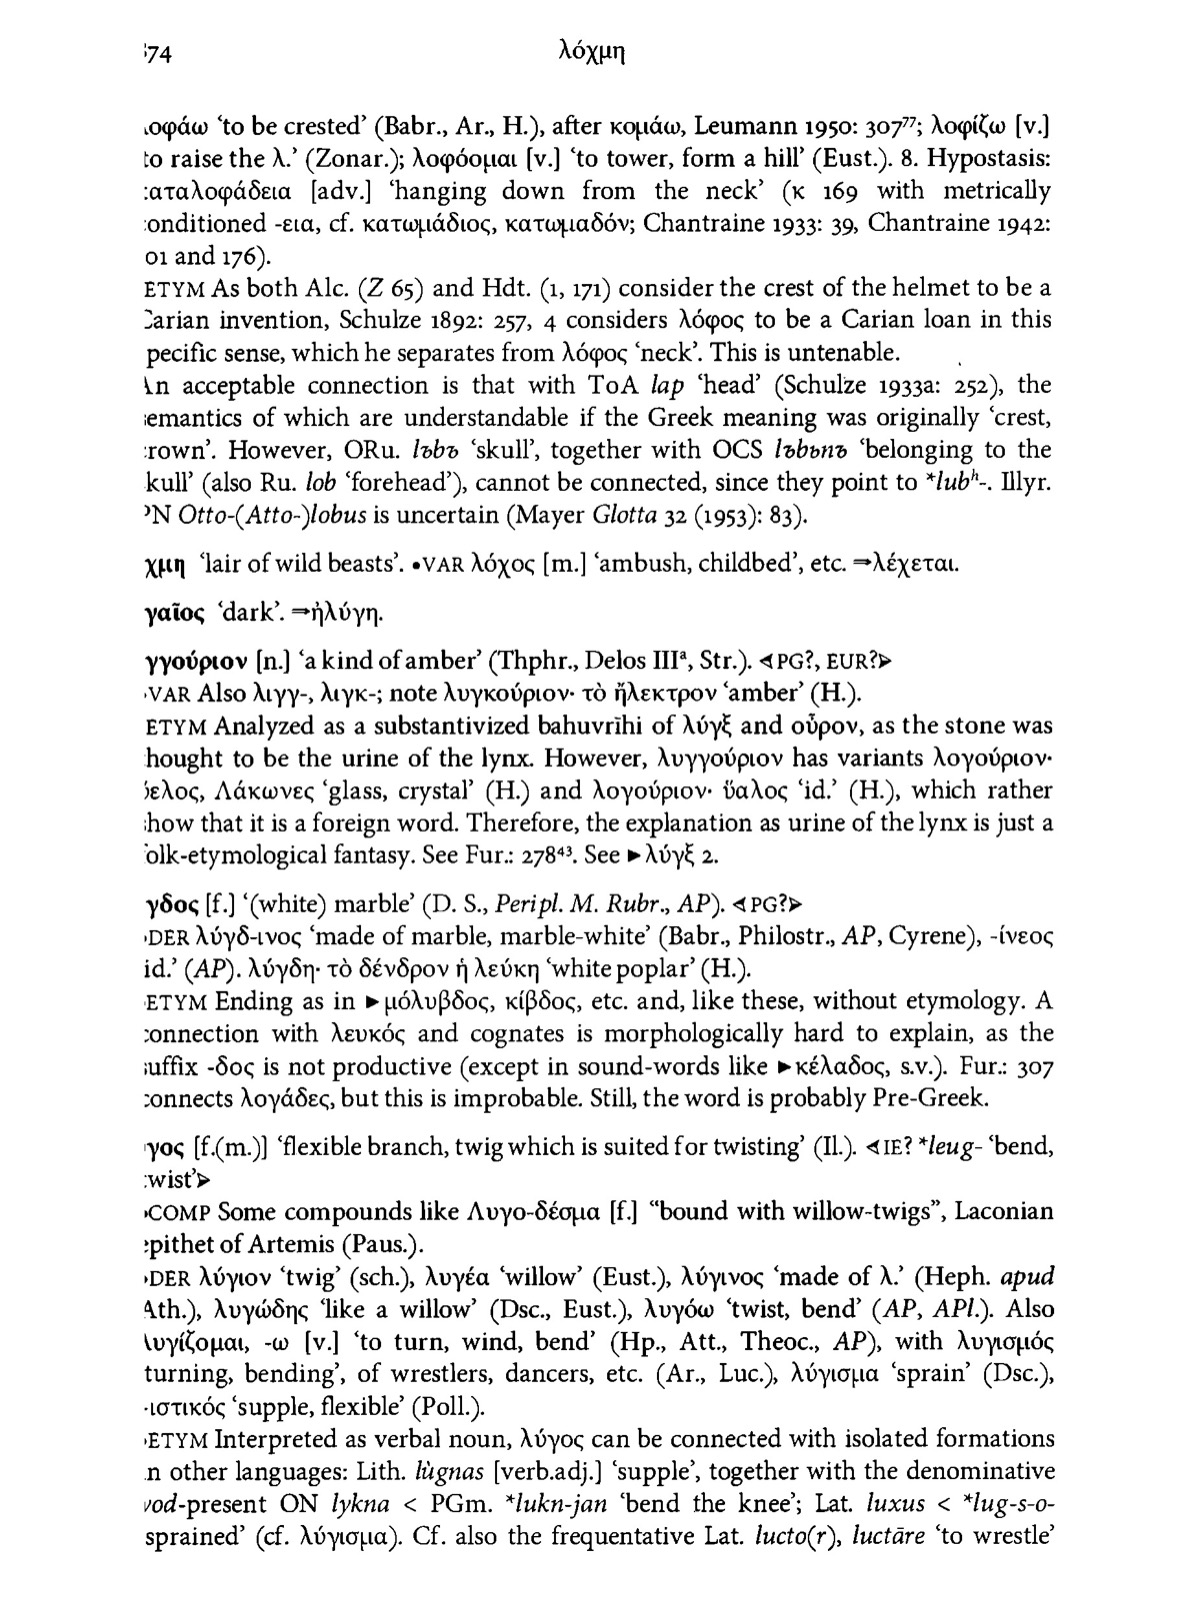 74 λόχμη
οφάω ‘to be crested’ (Babr., Ar., H.), after κομάω, Leumann 1950: 307⁷⁷; λοφίζω [v.]
to raise the λ.’ (Zonar.); λοφόομαι [v.] ‘to tower, form a hill’ (Eust.). 8. Hypostasis:
αταλοφάδεια [adv.] ‘hanging down from the neck’ (κ 169 with metrically
onditioned -εια, cf. κατωμάδιος, κατωμαδόν; Chantraine 1933: 39, Chantraine 1942:
01 and 176).
ETYM As both Alc. (Z 65) and Hdt. (1, 171) consider the crest of the helmet to be a
Carian invention, Schulze 1892: 257, 4 considers λόφος to be a Carian loan in this
pecific sense, which he separates from λόφος ‘neck’. This is untenable.
An acceptable connection is that with ToA lap ‘head’ (Schulze 1933a: 252), the
semantics of which are understandable if the Greek meaning was originally ‘crest,
crown’. However, ORu. lъbъ ‘skull’, together with OCS lъbьnъ ‘belonging to the
kull’ (also Ru. lob ‘forehead’), cannot be connected, since they point to *lubʰ-. Illyr.
PN Otto-(Atto-)lobus is uncertain (Mayer Glotta 32 (1953): 83).
χμη ‘lair of wild beasts’. •VAR λόχος [m.] ‘ambush, childbed’, etc. ⇒λέχεται.
γαῖος ‘dark’. ⇒ἠλύγη.
γγούριον [n.] ‘a kind of amber’ (Thphr., Delos IIIᵃ, Str.). ◁PG?, EUR?▷
VAR Also λιγγ-, λιγκ-; note λυγκούριον· τὸ ἤλεκτρον ‘amber’ (H.).
ETYM Analyzed as a substantivized bahuvrīhi of λύγξ and οὖρον, as the stone was
hought to be the urine of the lynx. However, λυγγούριον has variants λογούριον·
ύελος, Λάκωνες ‘glass, crystal’ (H.) and λογούριον· ὕαλος ‘id.’ (H.), which rather
show that it is a foreign word. Therefore, the explanation as urine of the lynx is just a
folk-etymological fantasy. See Fur.: 278⁴³. See ►λύγξ 2.
γδος [f.] ‘(white) marble’ (D. S., Peripl. M. Rubr., AP). ◁PG?▷
DER λύγδ-ινος ‘made of marble, marble-white’ (Babr., Philostr., AP, Cyrene), -ίνεος
id.’ (AP). λύγδη· τὸ δένδρον ἡ λεύκη ‘white poplar’ (H.).
ETYM Ending as in ►μόλυβδος, κίβδος, etc. and, like these, without etymology. A
connection with λευκός and cognates is morphologically hard to explain, as the
suffix -δος is not productive (except in sound-words like ►κέλαδος, s.v.). Fur.: 307
connects λογάδες, but this is improbable. Still, the word is probably Pre-Greek.
γος [f.(m.)] ‘flexible branch, twig which is suited for twisting’ (Il.). ◁IE? *leug- ‘bend,
twist’▷
COMP Some compounds like Λυγο-δέσμα [f.] “bound with willow-twigs”, Laconian
epithet of Artemis (Paus.).
DER λύγιον ‘twig’ (sch.), λυγέα ‘willow’ (Eust.), λύγινος ‘made of λ.’ (Heph. apud
Ath.), λυγώδης ‘like a willow’ (Dsc., Eust.), λυγόω ‘twist, bend’ (AP, APl.). Also
λυγίζομαι, -ω [v.] ‘to turn, wind, bend’ (Hp., Att., Theoc., AP), with λυγισμός
turning, bending’, of wrestlers, dancers, etc. (Ar., Luc.), λύγισμα ‘sprain’ (Dsc.),
-ιστικός ‘supple, flexible’ (Poll.).
ETYM Interpreted as verbal noun, λύγος can be connected with isolated formations
n other languages: Lith. lùgnas [verb.adj.] ‘supple’, together with the denominative
yod-present ON lykna < PGm. *lukn-jan ‘bend the knee’; Lat. luxus < *lug-s-o-
sprained’ (cf. λύγισμα). Cf. also the frequentative Lat. lucto(r), luctāre ‘to wrestle’